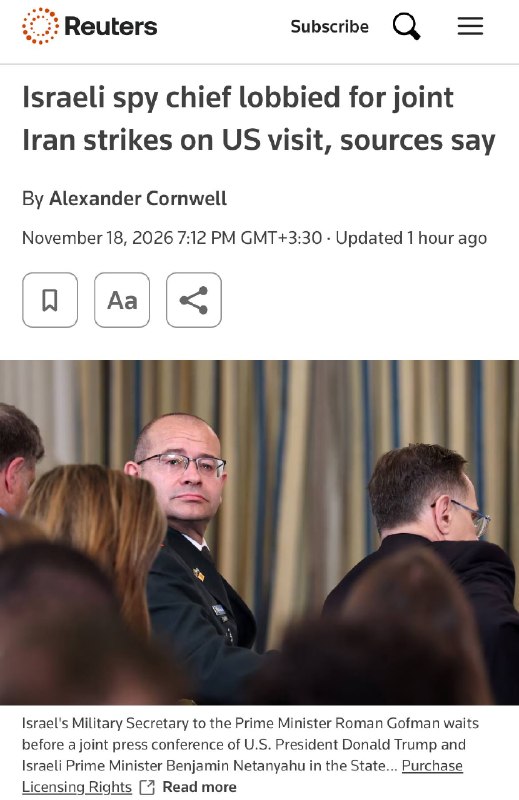 Reuters
Subscribe
Israeli spy chief lobbied for joint
Iran strikes on US visit, sources say
By Alexander Cornwell
November 18, 2026 7:12 PM GMT+3:30 · Updated 1 hour ago
Aa
Israel's Military Secretary to the Prime Minister Roman Gofman waits
before a joint press conference of U.S. President Donald Trump and
Israeli Prime Minister Benjamin Netanyahu in the State... Purchase
Licensing Rights Read more